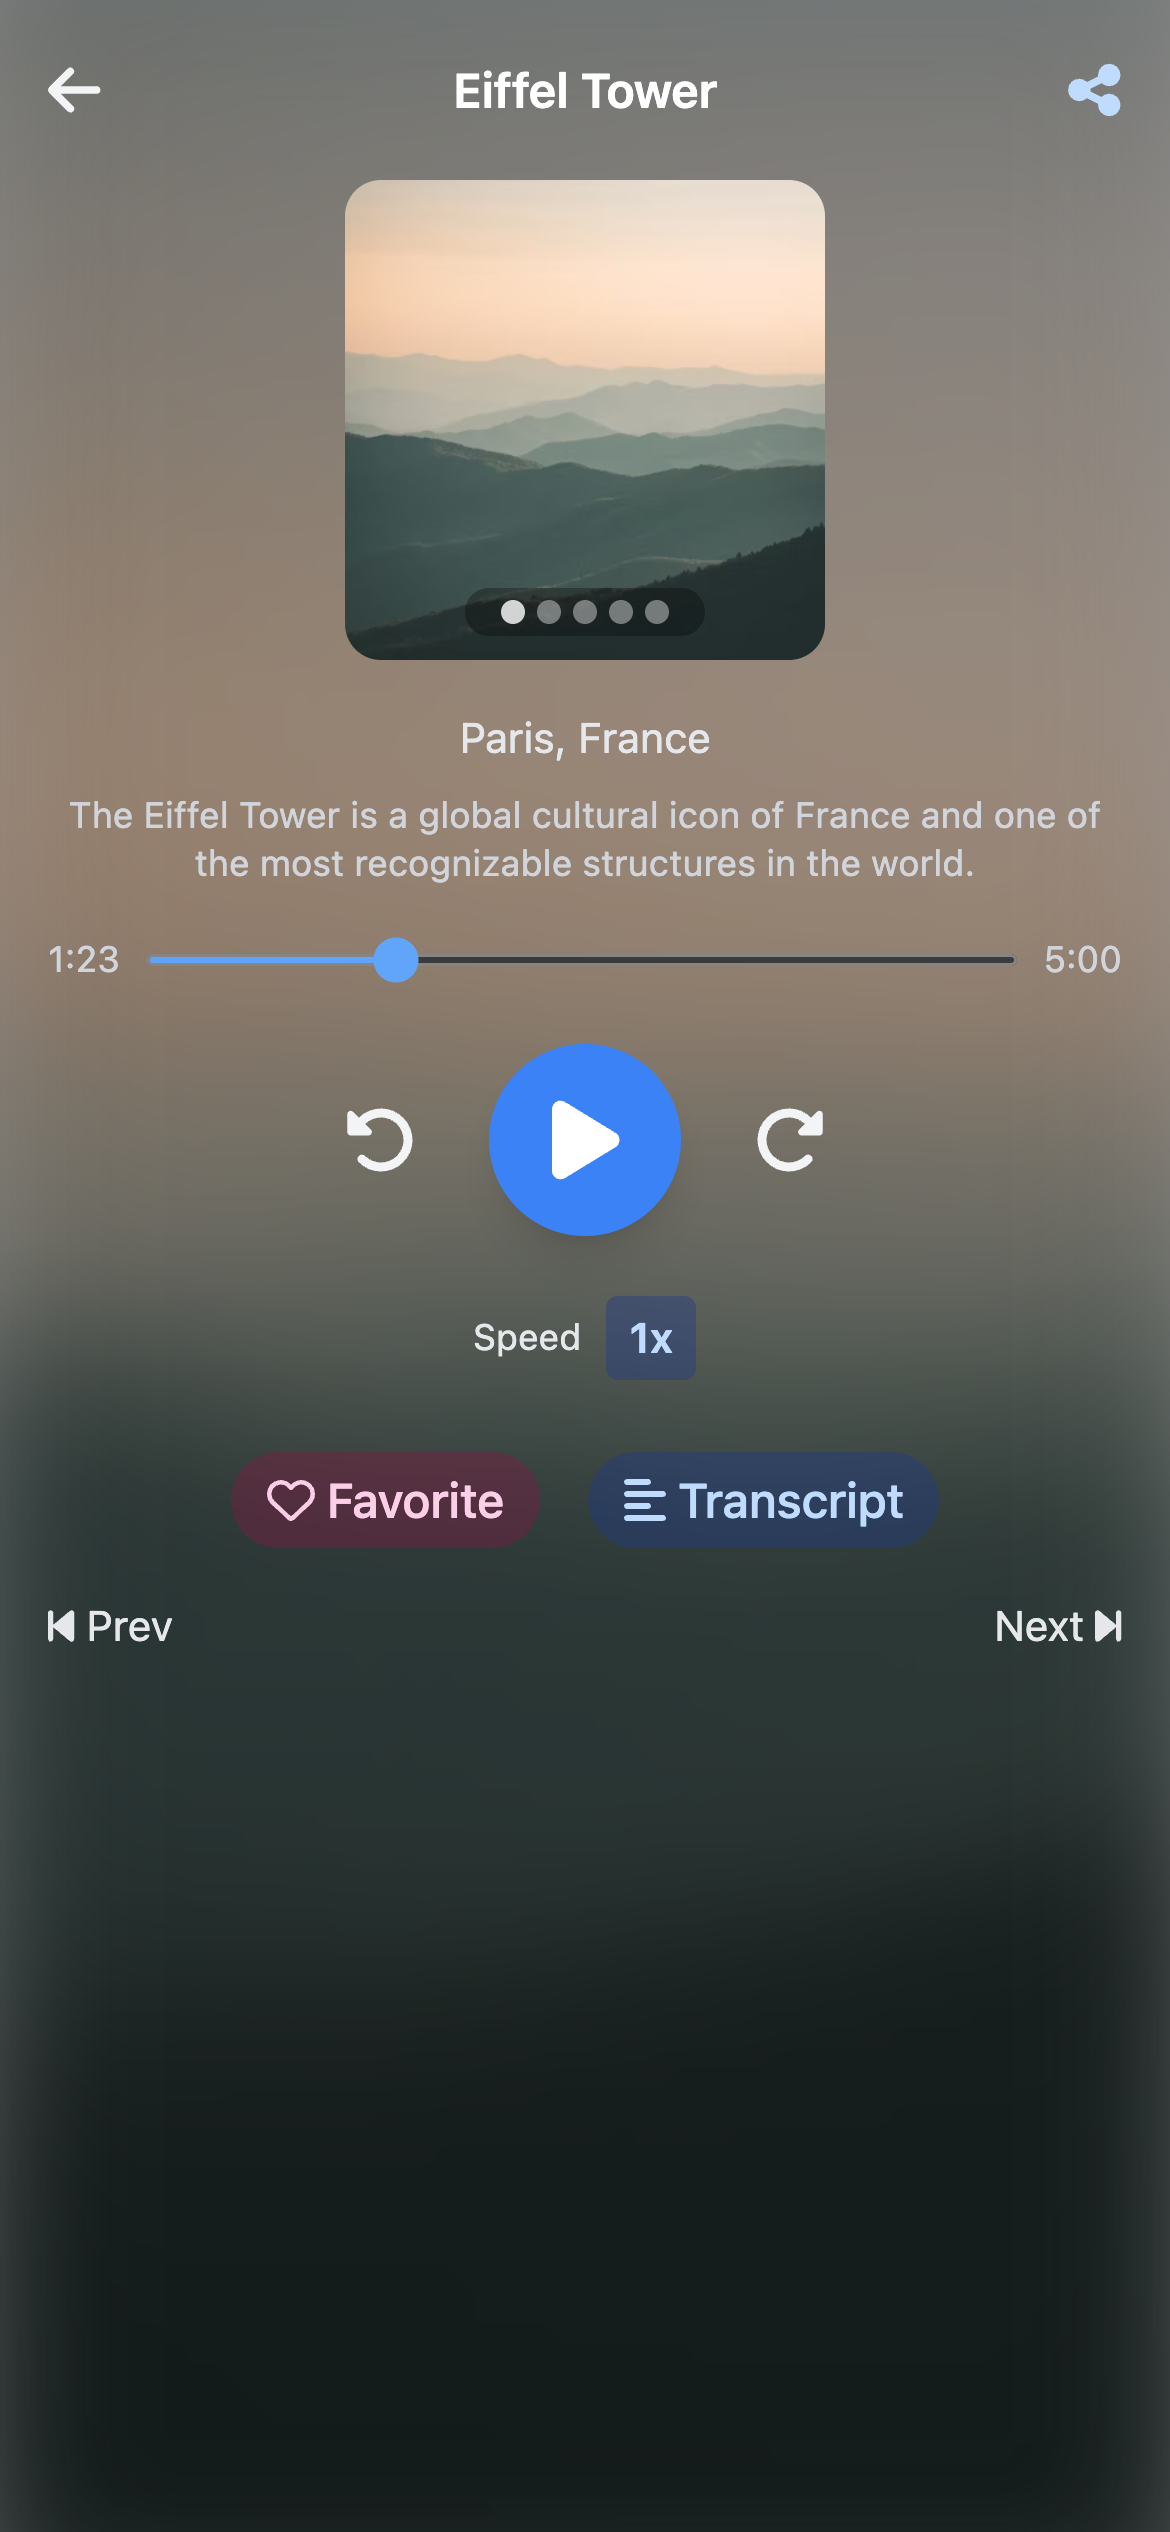 Eiffel Tower
Paris, France
The Eiffel Tower is a global cultural icon of France and one of
the most recognizable structures in the world.
1:23 5:00
Speed 1x
Favorite Transcript
Prev Next